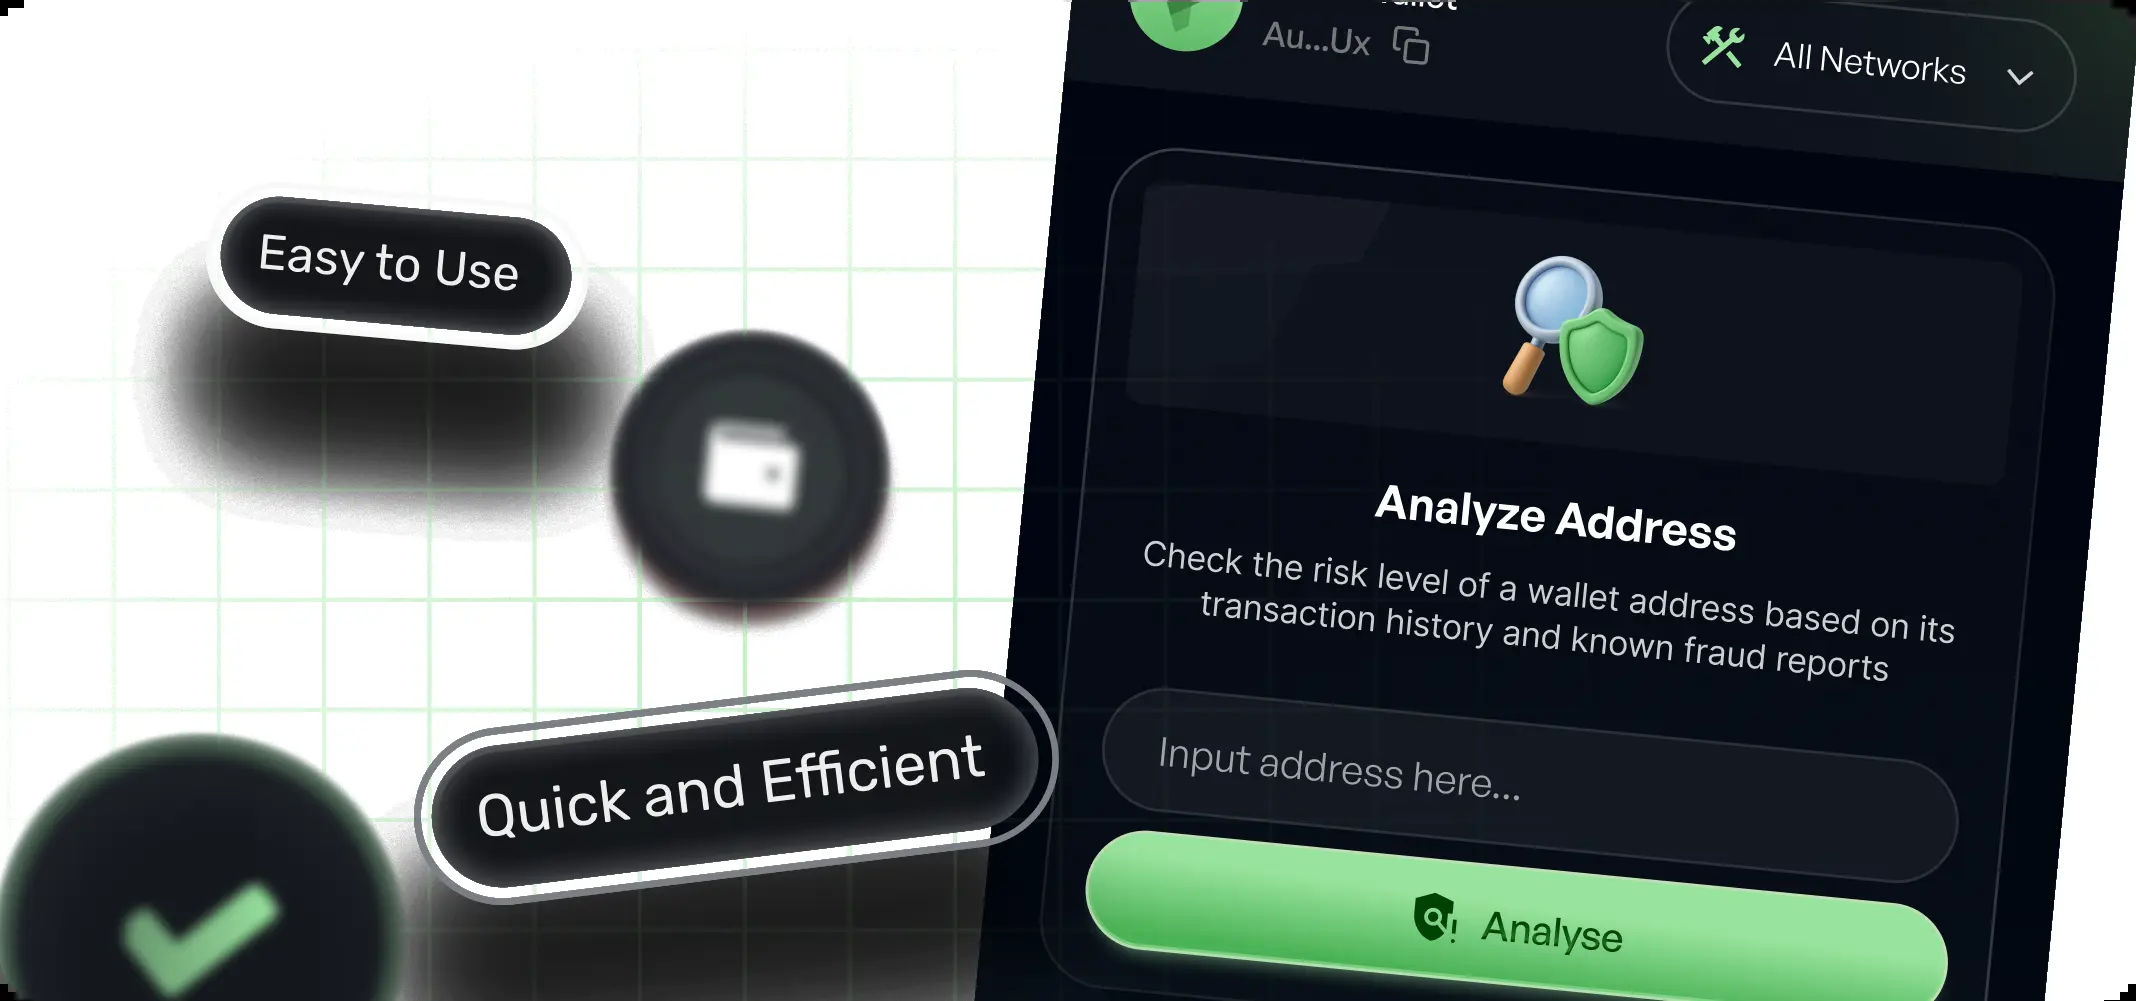 Easy to Use
Quick and Efficient
Au...Ux
All Networks
Analyze Address
Check the risk level of a wallet address based on its
transaction history and known fraud reports
Input address here...
Analyse